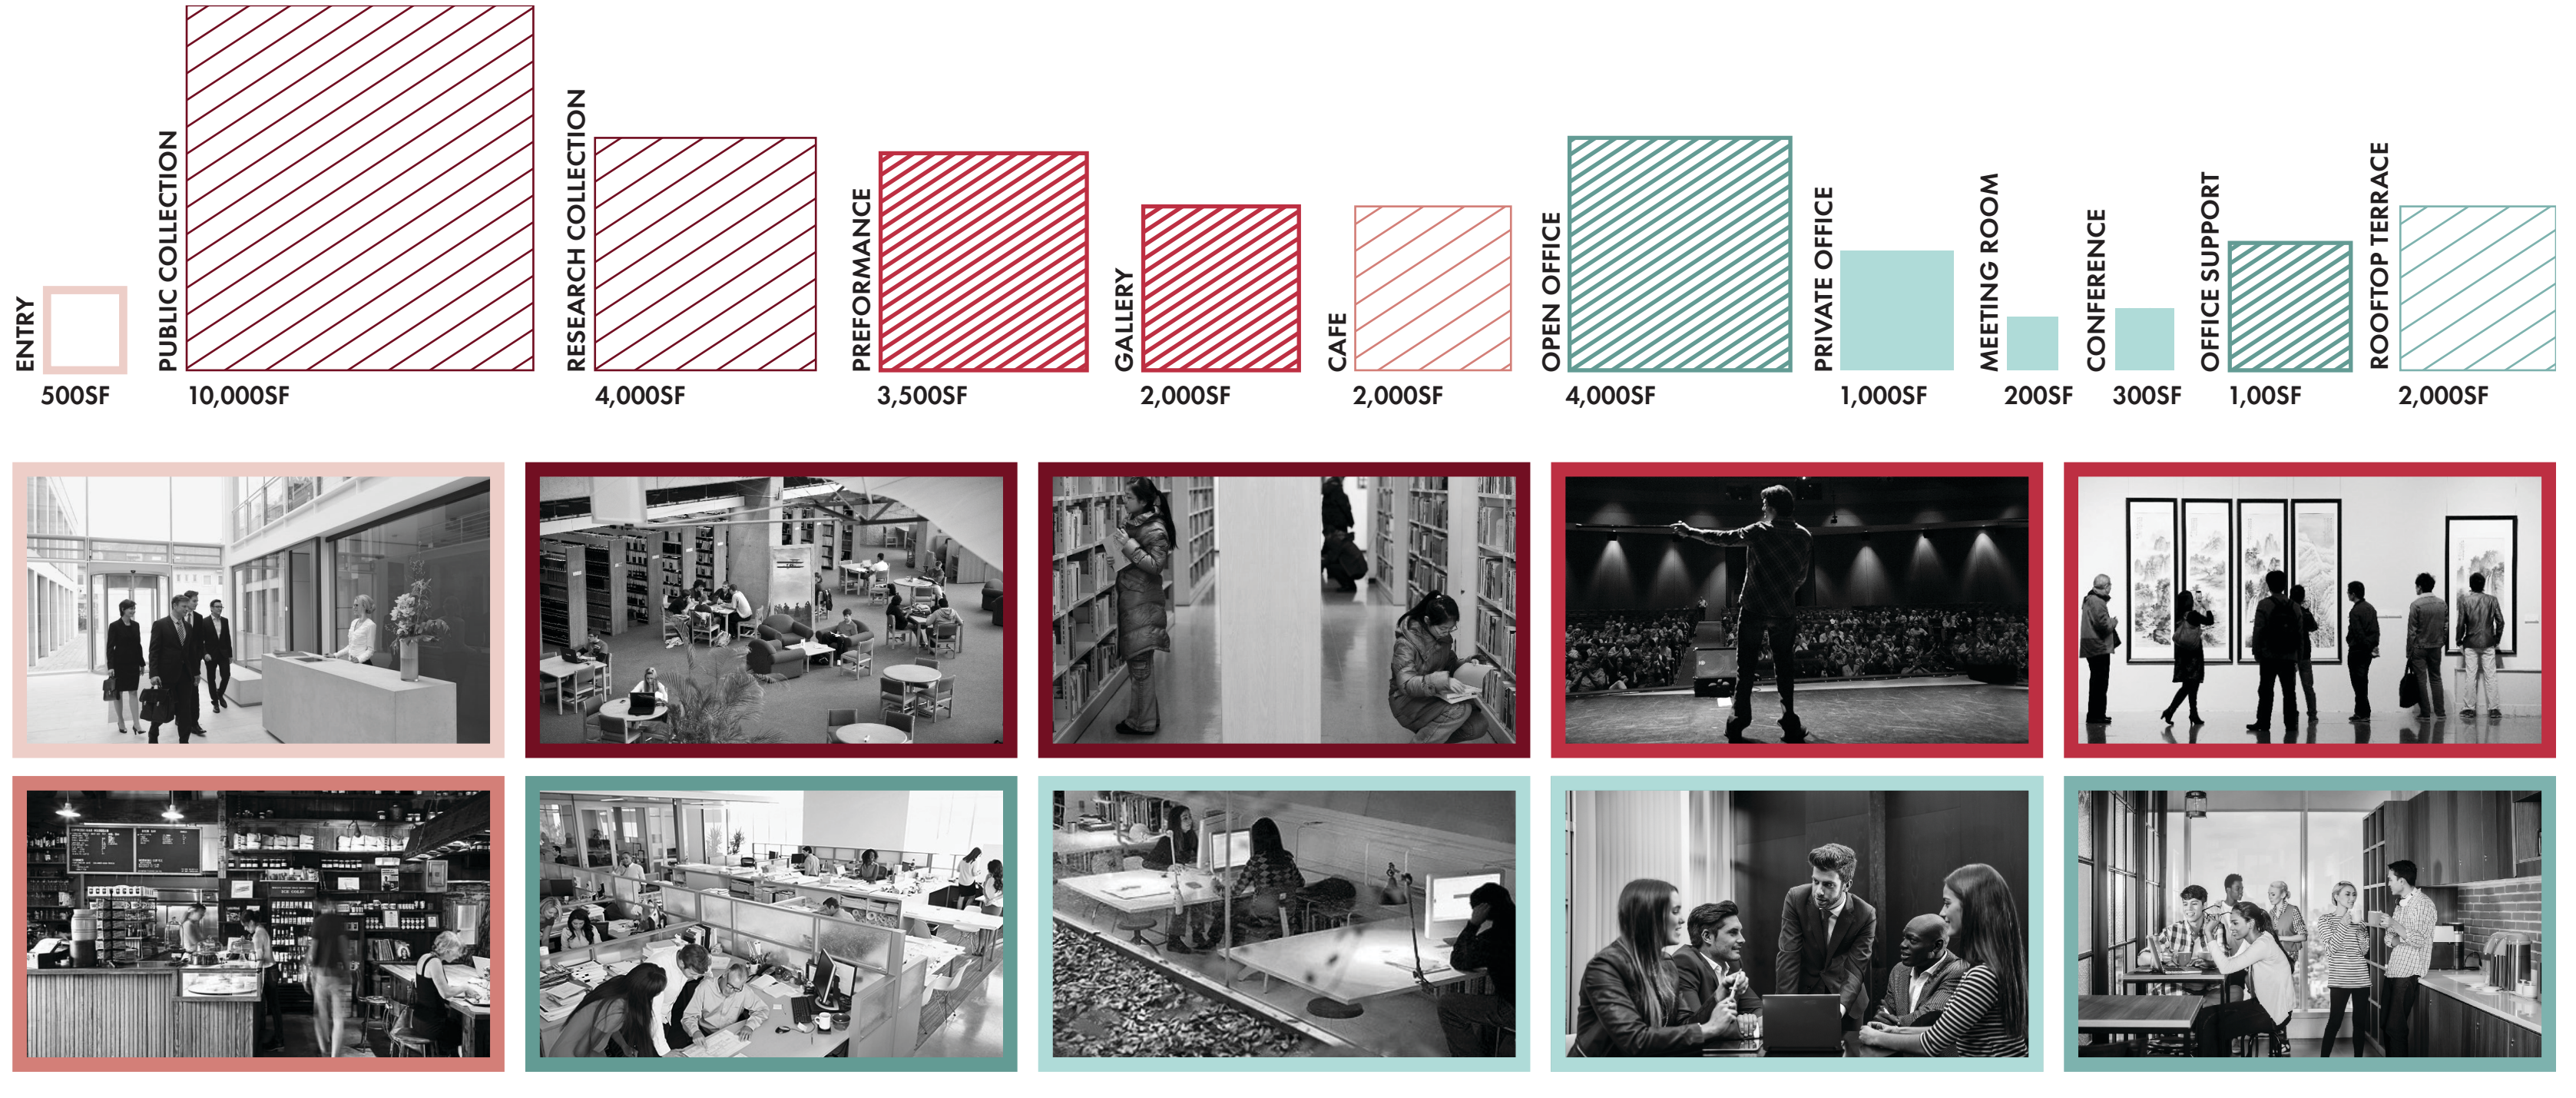 ENTRY
500SF
PUBLIC COLLECTION
10,000SF
RESEARCH COLLECTION
4,000SF
PREFORMANCE
3,500SF
GALLERY
2,000SF
CAFE
2,000SF
OPEN OFFICE
4,000SF
PRIVATE OFFICE
1,000SF
MEETING ROOM
200SF
CONFERENCE
300SF
OFFICE SUPPORT
1,00SF
ROOFTOP TERRACE
2,000SF